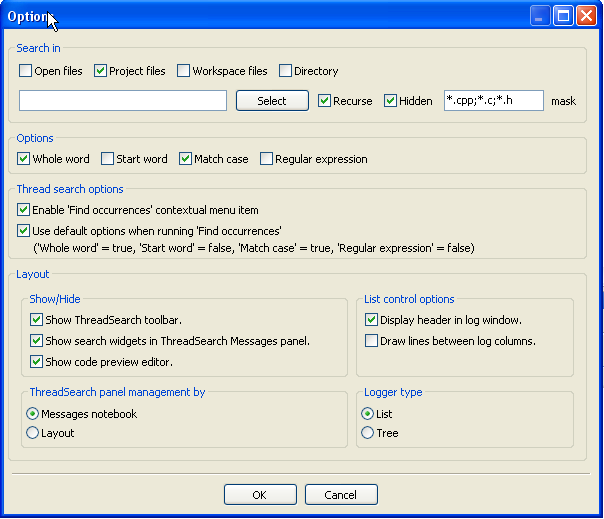 Options
Search in
Open files Project files Workspace files Directory
Select Recurse Hidden *.cpp;*.c;*.h mask
Options
Whole word Start word Match case Regular expression
Thread search options
Enable 'Find occurrences' contextual menu item
Use default options when running 'Find occurrences'
('Whole word' = true, 'Start word' = false, 'Match case' = true, 'Regular expression' = false)
Layout
Show/Hide
Show ThreadSearch toolbar.
Show search widgets in ThreadSearch Messages panel.
Show code preview editor.
List control options
Display header in log window.
Draw lines between log columns.
ThreadSearch panel management by
Messages notebook
Layout
Logger type
List
Tree
OK Cancel